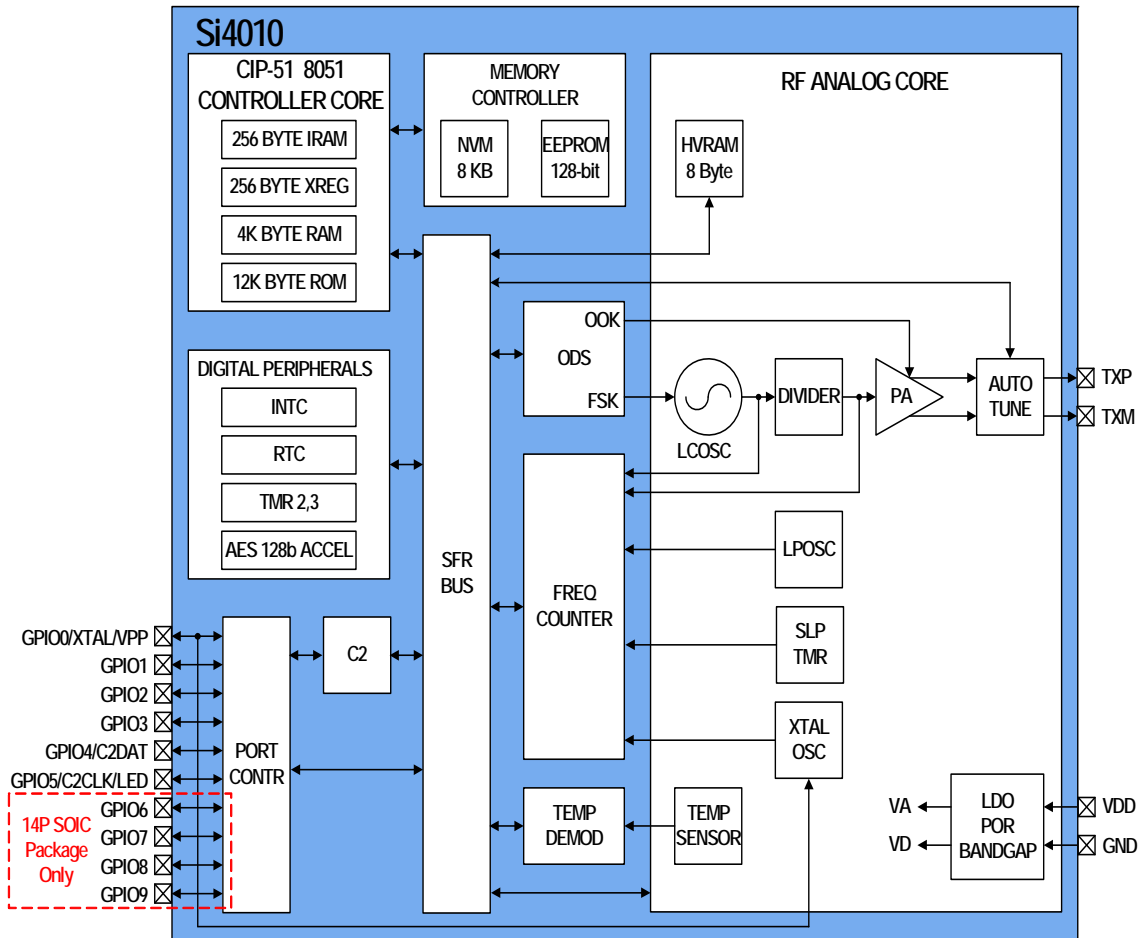 Si4010
CIP-51 8051
CONTROLLER CORE
256 BYTE IRAM
256 BYTE XREG
4K BYTE RAM
12K BYTE ROM
MEMORY
CONTROLLER
NVM
8 KB
EEPROM
128-bit
RF ANALOG CORE
HVRAM
8 Byte
DIGITAL PERIPHERALS
INTC
RTC
TMR 2,3
AES 128b ACCEL
SFR
BUS
OOK
ODS
FSK
LCOSC
DIVIDER
PA
AUTO
TUNE
TXP
TXM
FREQ
COUNTER
LPOSC
SLP
TMR
XTAL
OSC
TEMP
DEMOD
TEMP
SENSOR
VA
VD
LDO
POR
BANDGAP
VDD
GND
C2
PORT
CONTR
GPIO0/XTAL/VPP
GPIO1
GPIO2
GPIO3
GPIO4/C2DAT
GPIO5/C2CLK/LED
GPIO6
GPIO7
GPIO8
GPIO9
14P SOIC
Package
Only